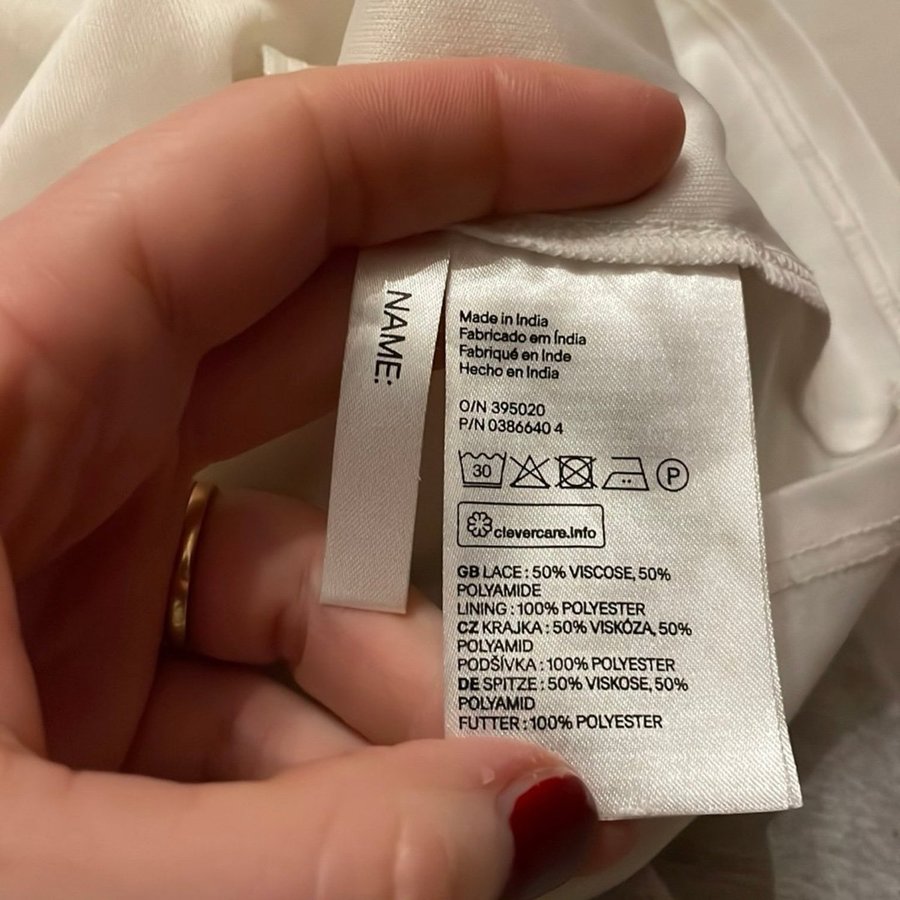 NAME:
Made in India
Fabricado em Índia
Fabriqué en Inde
Hecho en India
O/N 395020
P/N 0386640 4
30 P
clevercare.info
GB LACE : 50% VISCOSE, 50%
POLYAMIDE
LINING : 100% POLYESTER
CZ KRAJKA : 50% VISKÓZA, 50%
POLYAMID
PODŠÍVKA : 100% POLYESTER
DE SPITZE : 50% VISKOSE, 50%
POLYAMID
FUTTER : 100% POLYESTER